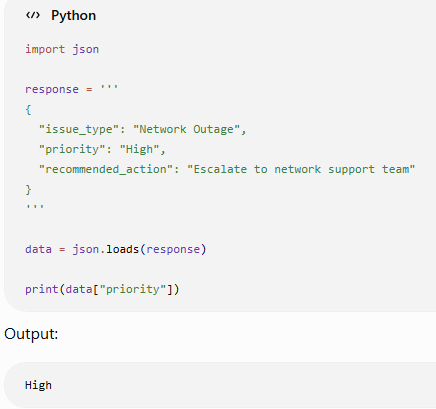 </> Python
import json
response = '''
{
"issue_type": "Network Outage",
"priority": "High",
"recommended_action": "Escalate to network support team"
}
'''
data = json.loads(response)
print(data["priority"])
Output:
High